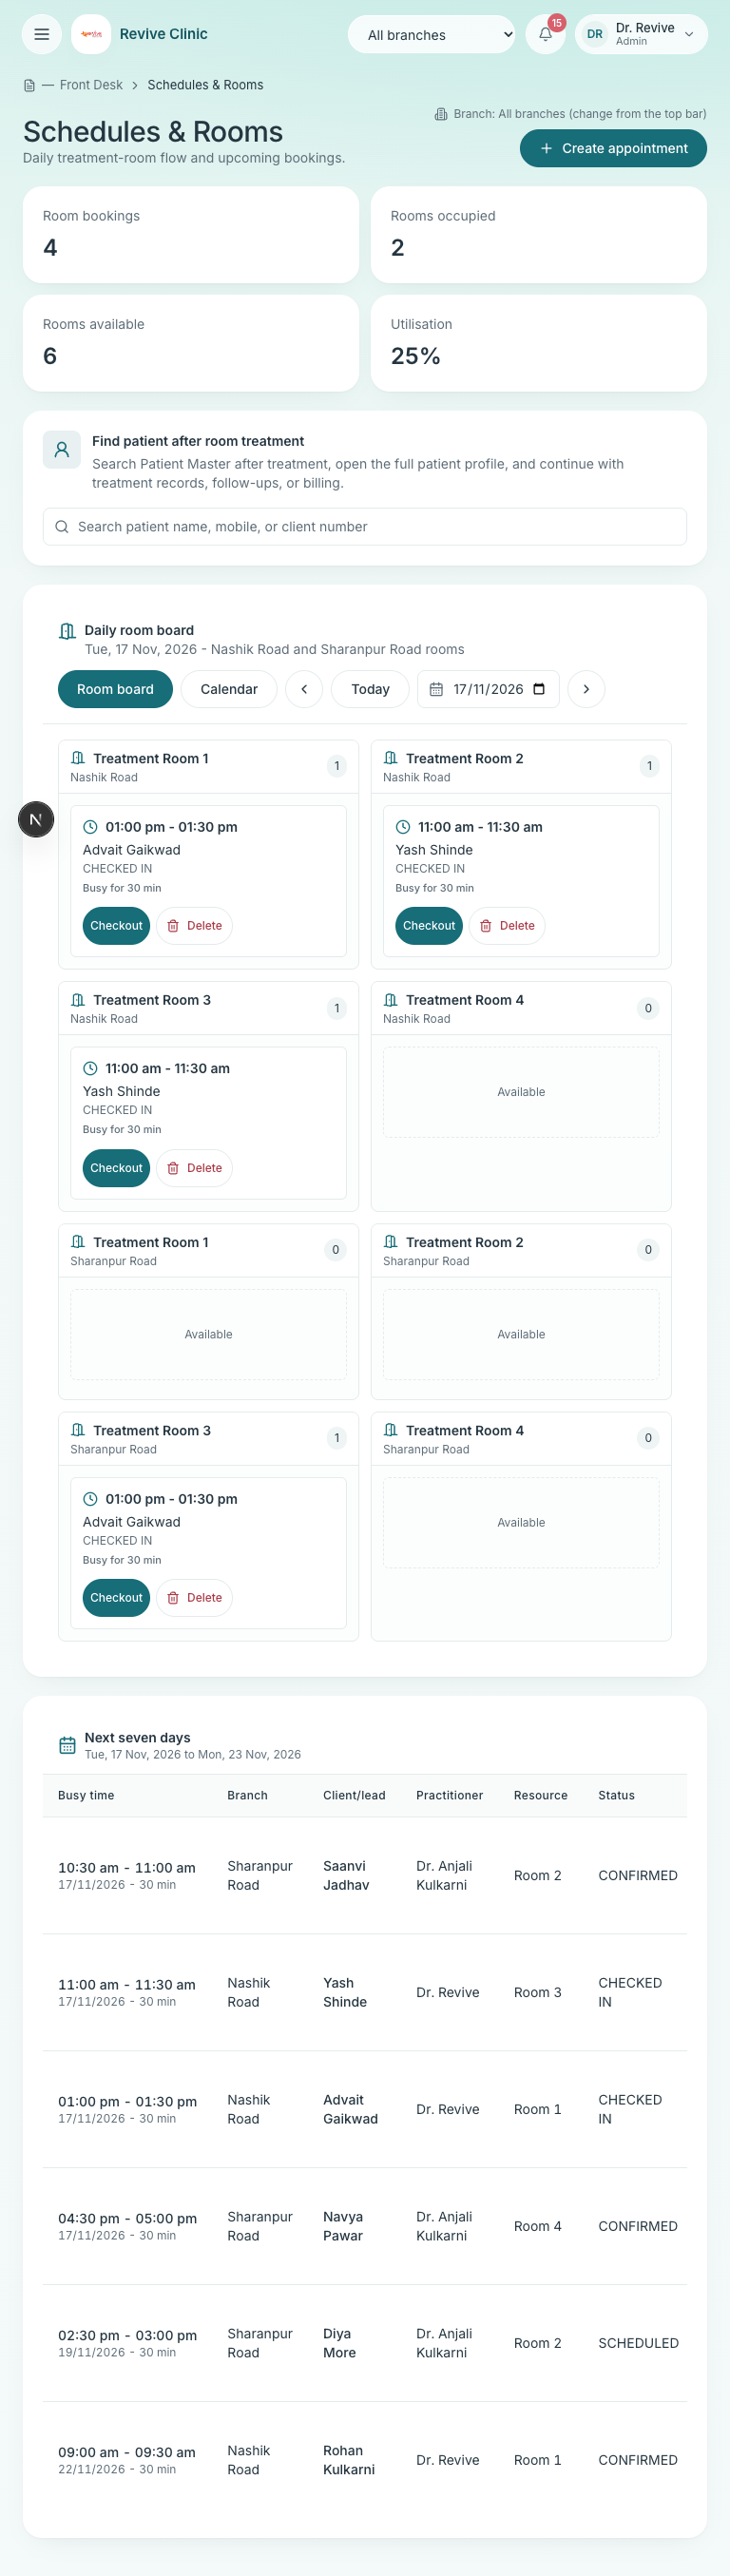 Revive Clinic
All branches
15
DR
Dr. Revive
Admin
— Front Desk > Schedules & Rooms
Branch: All branches (change from the top bar)
Schedules & Rooms
Daily treatment-room flow and upcoming bookings.
+ Create appointment
Room bookings
4
Rooms occupied
2
Rooms available
6
Utilisation
25%
Find patient after room treatment
Search Patient Master after treatment, open the full patient profile, and continue with
treatment records, follow-ups, or billing.
Search patient name, mobile, or client number
Daily room board
Tue, 17 Nov, 2026 - Nashik Road and Sharanpur Road rooms
Room board
Calendar
Today
17/11/2026
Treatment Room 1
Nashik Road
1
01:00 pm - 01:30 pm
Advait Gaikwad
CHECKED IN
Busy for 30 min
Checkout
Delete
Treatment Room 2
Nashik Road
1
11:00 am - 11:30 am
Yash Shinde
CHECKED IN
Busy for 30 min
Checkout
Delete
N
Treatment Room 3
Nashik Road
1
11:00 am - 11:30 am
Yash Shinde
CHECKED IN
Busy for 30 min
Checkout
Delete
Treatment Room 4
Nashik Road
0
Available
Treatment Room 1
Sharanpur Road
0
Available
Treatment Room 2
Sharanpur Road
0
Available
Treatment Room 3
Sharanpur Road
1
01:00 pm - 01:30 pm
Advait Gaikwad
CHECKED IN
Busy for 30 min
Checkout
Delete
Treatment Room 4
Sharanpur Road
0
Available
Next seven days
Tue, 17 Nov, 2026 to Mon, 23 Nov, 2026
Busy time Branch Client/lead Practitioner Resource Status
10:30 am - 11:00 am
17/11/2026 - 30 min
Sharanpur
Road
Saanvi
Jadhav
Dr. Anjali
Kulkarni
Room 2
CONFIRMED
11:00 am - 11:30 am
17/11/2026 - 30 min
Nashik
Road
Yash
Shinde
Dr. Revive
Room 3
CHECKED
IN
01:00 pm - 01:30 pm
17/11/2026 - 30 min
Nashik
Road
Advait
Gaikwad
Dr. Revive
Room 1
CHECKED
IN
04:30 pm - 05:00 pm
17/11/2026 - 30 min
Sharanpur
Road
Navya
Pawar
Dr. Anjali
Kulkarni
Room 4
CONFIRMED
02:30 pm - 03:00 pm
19/11/2026 - 30 min
Sharanpur
Road
Diya
More
Dr. Anjali
Kulkarni
Room 2
SCHEDULED
09:00 am - 09:30 am
22/11/2026 - 30 min
Nashik
Road
Rohan
Kulkarni
Dr. Revive
Room 1
CONFIRMED